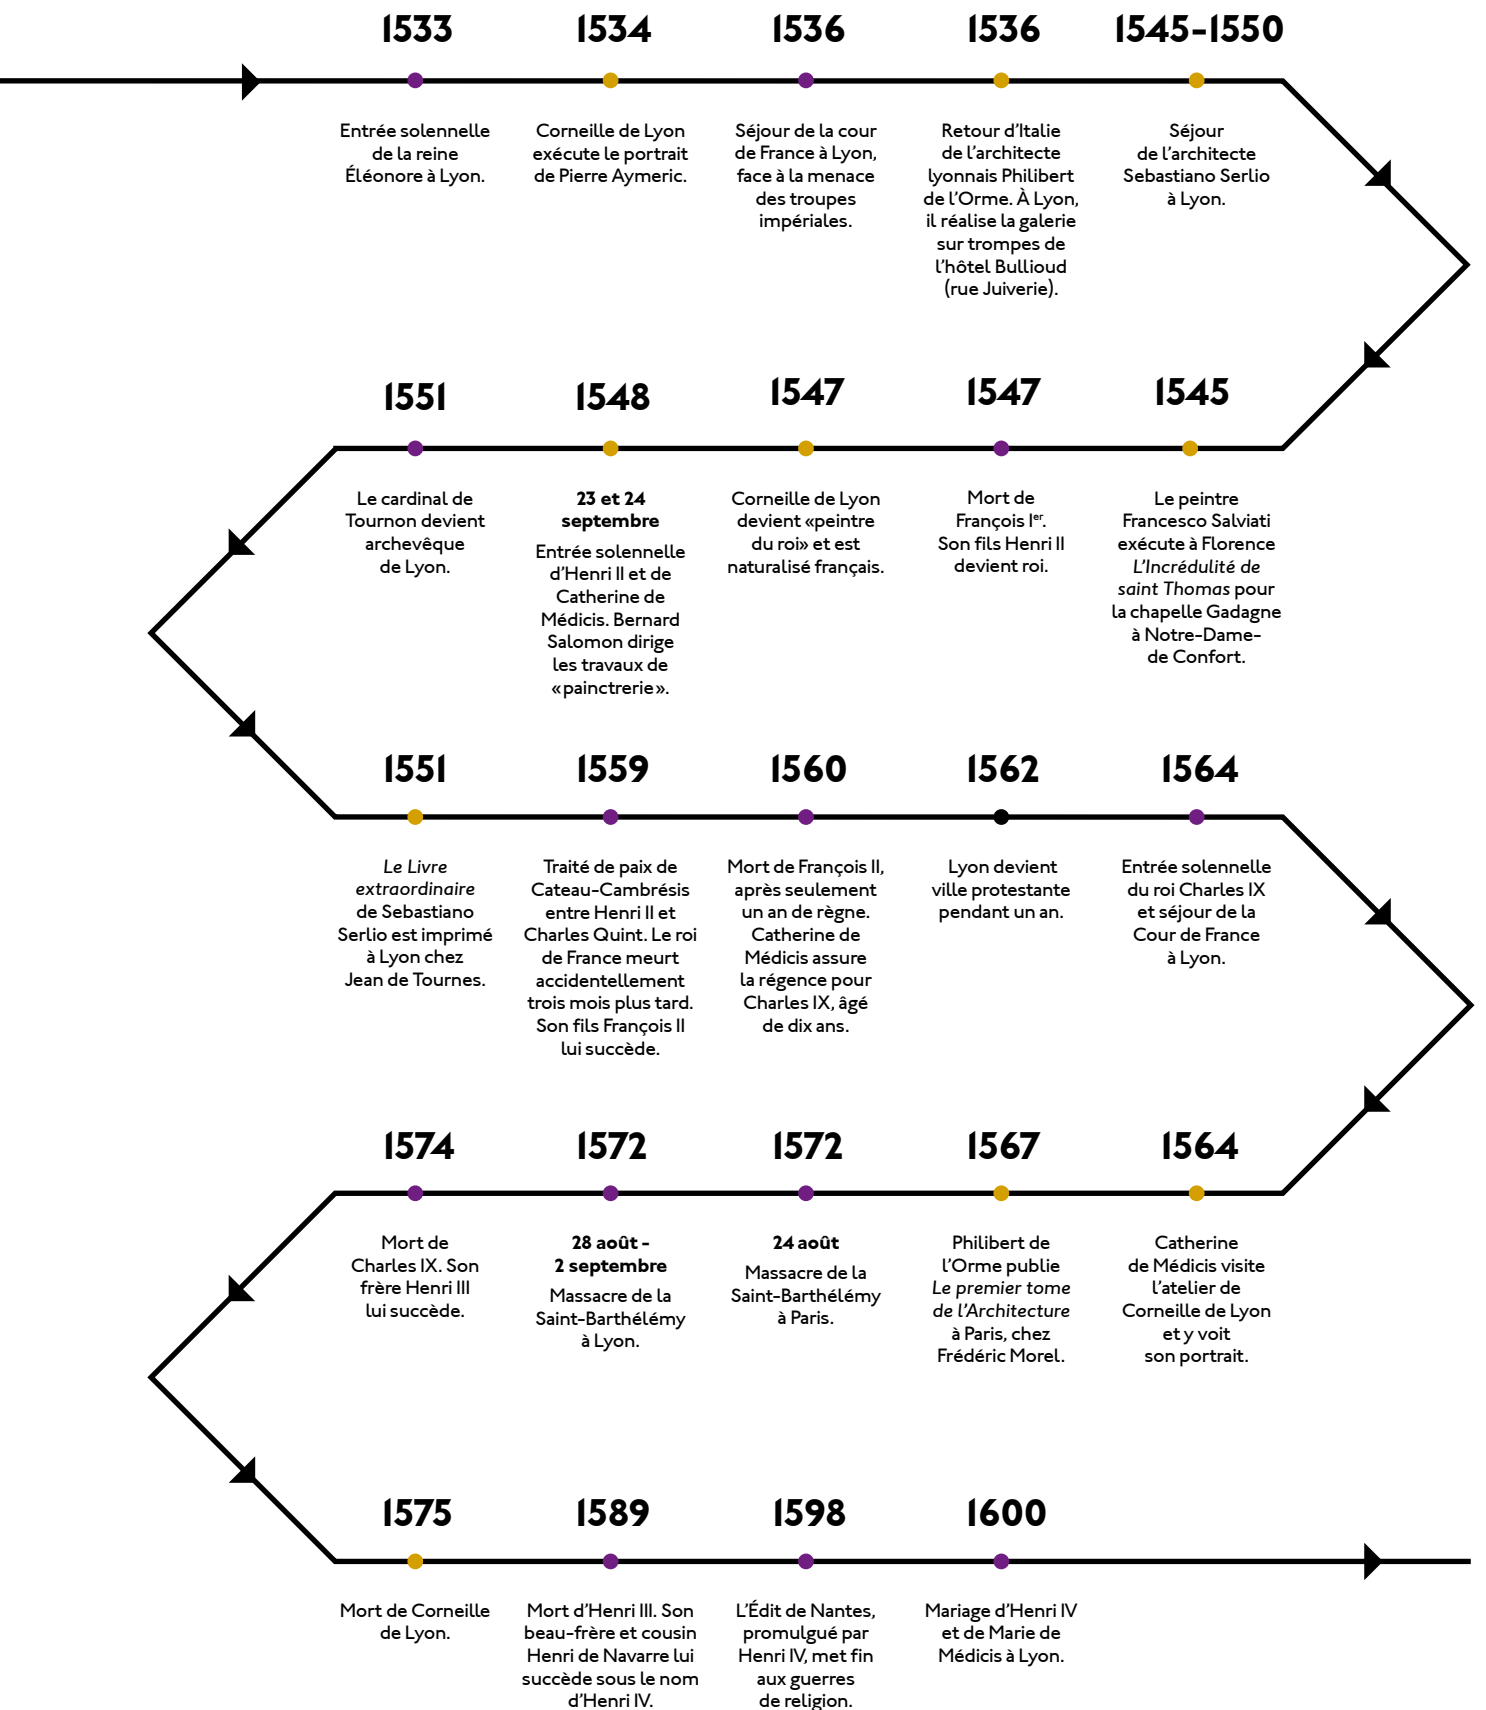 1533
Entrée solennelle
de la reine
Éléonore à Lyon.
1534
Corneille de Lyon
exécute le portrait
de Pierre Aymeric.
1536
Séjour de la cour
de France à Lyon,
face à la menace
des troupes
impériales.
1536
Retour d’Italie
de l’architecte
lyonnais Philibert
de l’Orme. À Lyon,
il réalise la galerie
sur trompes de
l’hôtel Bullioud
(rue Juiverie).
1545-1550
Séjour
de l’architecte
Sebastiano Serlio
à Lyon.
1545
Le peintre
Francesco Salviati
exécute à Florence
L’Incrédulité de
saint Thomas pour
la chapelle Gadagne
à Notre-Dame-
de Confort.
1547
Mort de
François Iᵉʳ.
Son fils Henri II
devient roi.
1547
Corneille de Lyon
devient «peintre
du roi» et est
naturalisé français.
1548
23 et 24
septembre
Entrée solennelle
d’Henri II et de
Catherine de
Médicis. Bernard
Salomon dirige
les travaux de
«painctrerie».
1551
Le cardinal de
Tournon devient
archevêque
de Lyon.
1551
Le Livre
extraordinaire
de Sebastiano
Serlio est imprimé
à Lyon chez
Jean de Tournes.
1559
Traité de paix de
Cateau-Cambrésis
entre Henri II et
Charles Quint. Le roi
de France meurt
accidentellement
trois mois plus tard.
Son fils François II
lui succède.
1560
Mort de François II,
après seulement
un an de règne.
Catherine de
Médicis assure
la régence pour
Charles IX, âgé
de dix ans.
1562
Lyon devient
ville protestante
pendant un an.
1564
Entrée solennelle
du roi Charles IX
et séjour de la
Cour de France
à Lyon.
1564
Catherine
de Médicis visite
l’atelier de
Corneille de Lyon
et y voit
son portrait.
1567
Philibert de
l’Orme publie
Le premier tome
de l’Architecture
à Paris, chez
Frédéric Morel.
1572
24 août
Massacre de la
Saint-Barthélémy
à Paris.
1572
28 août -
2 septembre
Massacre de la
Saint-Barthélémy
à Lyon.
1574
Mort de
Charles IX. Son
frère Henri III
lui succède.
1575
Mort de Corneille
de Lyon.
1589
Mort d’Henri III. Son
beau-frère et cousin
Henri de Navarre lui
succède sous le nom
d’Henri IV.
1598
L’Édit de Nantes,
promulgué par
Henri IV, met fin
aux guerres
de religion.
1600
Mariage d’Henri IV
et de Marie de
Médicis à Lyon.